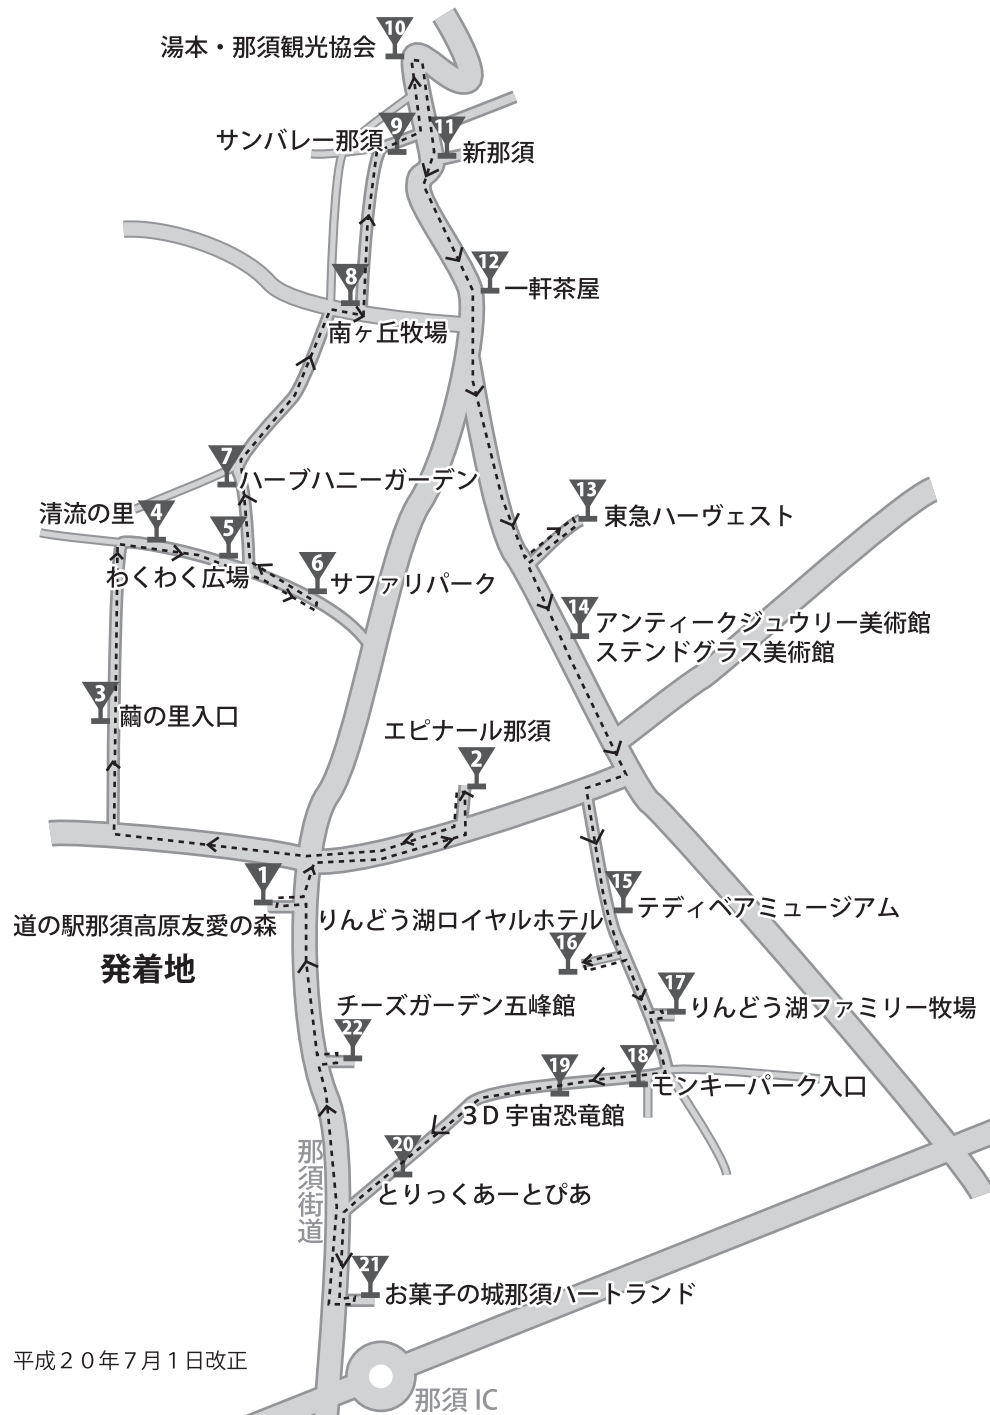 10
湯本・那須観光協会
9
サンバレー那須
11
新那須
12
一軒茶屋
8
南ヶ丘牧場
7
ハーブハニーガーデン
13
東急ハーヴェスト
清流の里
4
5
わくわく広場
6
サファリパーク
14
アンティークジュウリー美術館
ステンドグラス美術館
3
繭の里入口
エピナール那須
2
1
道の駅那須高原友愛の森
発着地
りんどう湖ロイヤルホテル
15
テディベアミュージアム
16
17
りんどう湖ファミリー牧場
チーズガーデン五峰館
22
18
モンキーパーク入口
19
3D 宇宙恐竜館
20
とりっくあーとぴあ
那須街道
21
お菓子の城那須ハートランド
平成２０年７月１日改正
那須 IC